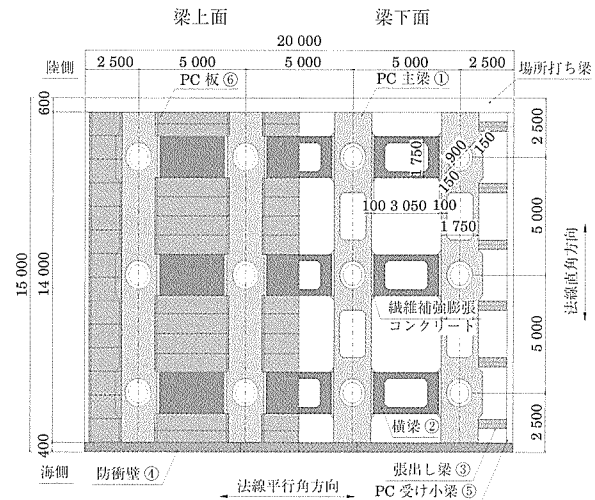 梁上面 梁下面
20 000
2 500 5 000 5 000 5 000 2 500
陸側 PC 板⑥ PC 主梁① 場所打ち梁
600
15 000
14 000
400
1 750
900
150
150
100 3 050 100
1 750
2 500
5 000
5 000
2 500
法線直角方向
繊維補強膨張
コンクリート
横梁②
海側 防衝壁④ 張出し梁③
法線平行角方向 PC 受け小梁⑤